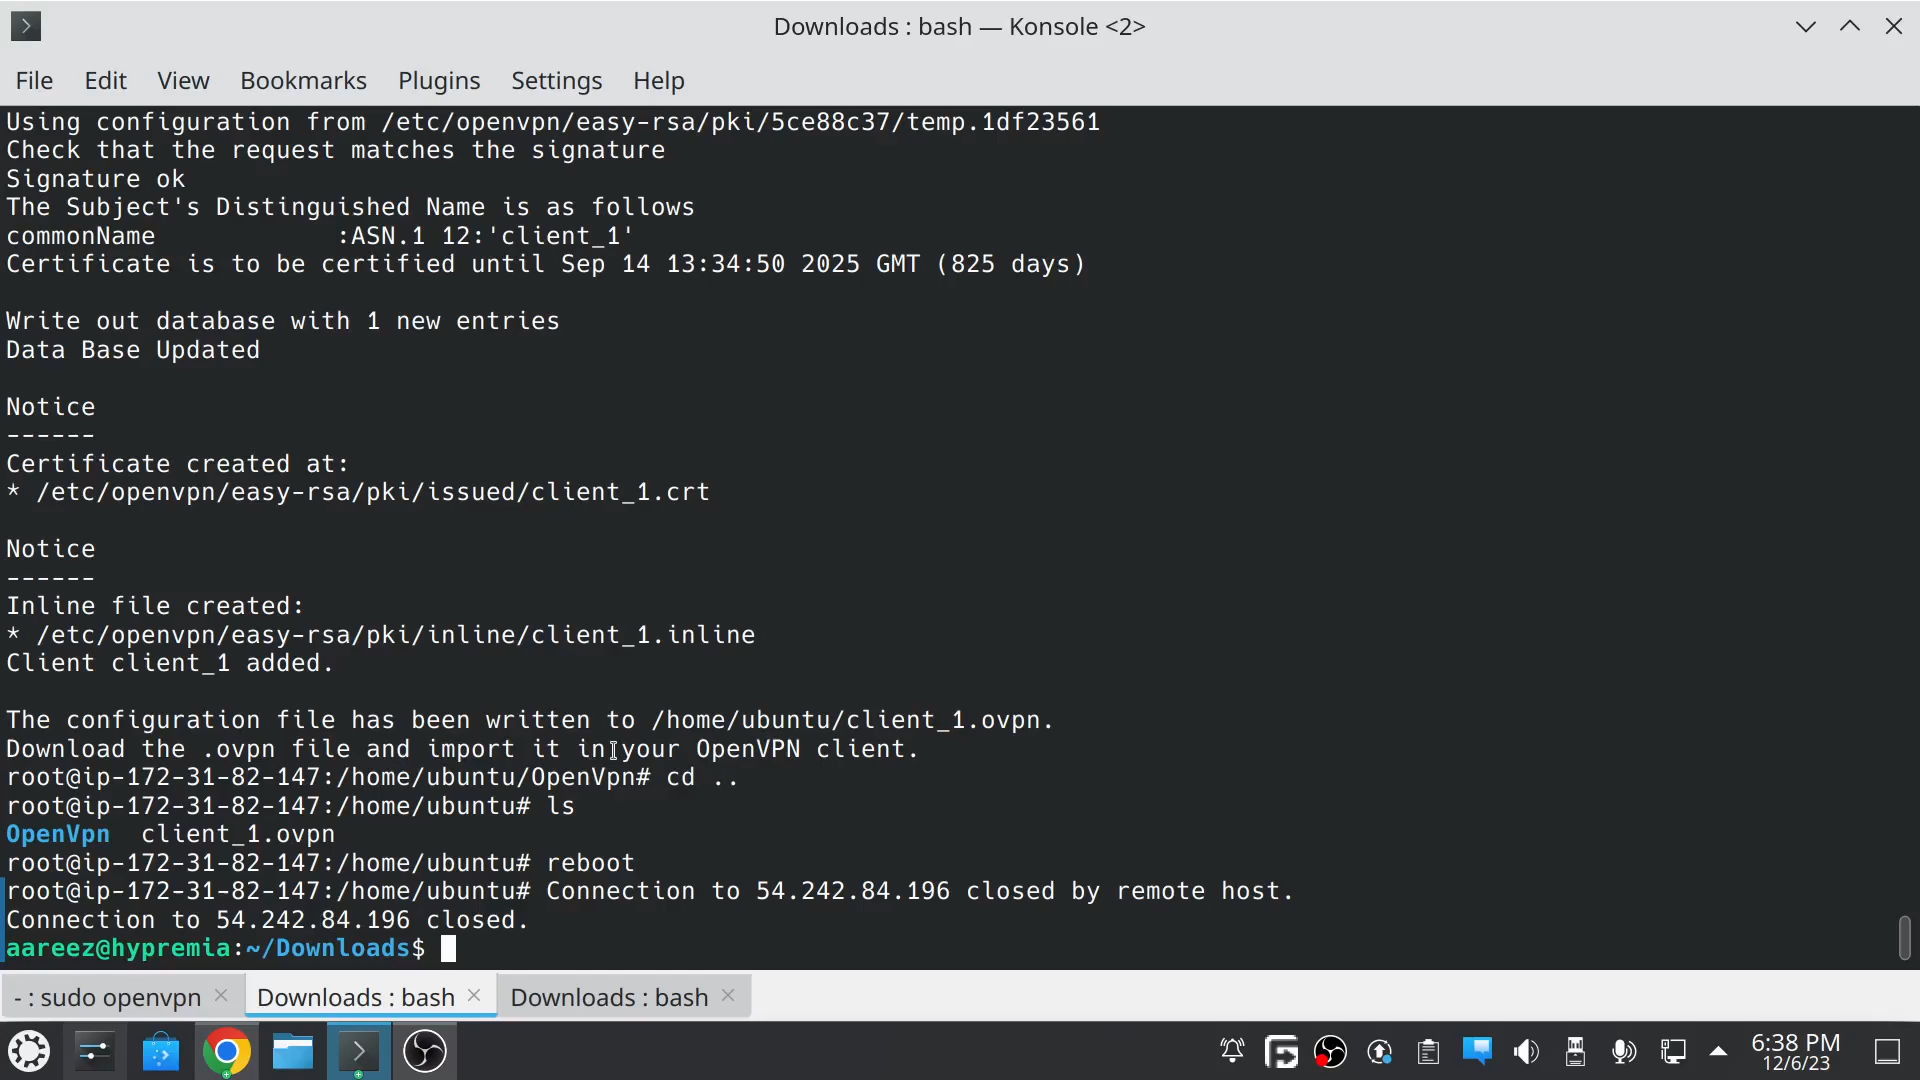 Downloads : bash — Konsole <2>
File Edit View Bookmarks Plugins Settings Help
Using configuration from /etc/openvpn/easy-rsa/pki/5ce88c37/temp.1df23561
Check that the request matches the signature
Signature ok
The Subject's Distinguished Name is as follows
commonName            :ASN.1 12:'client_1'
Certificate is to be certified until Sep 14 13:34:50 2025 GMT (825 days)
Write out database with 1 new entries
Data Base Updated
Notice
------
Certificate created at:
* /etc/openvpn/easy-rsa/pki/issued/client_1.crt
Notice
------
Inline file created:
* /etc/openvpn/easy-rsa/pki/inline/client_1.inline
Client client_1 added.
The configuration file has been written to /home/ubuntu/client_1.ovpn.
Download the .ovpn file and import it in your OpenVPN client.
root@ip-172-31-82-147:/home/ubuntu/OpenVpn# cd ..
root@ip-172-31-82-147:/home/ubuntu# ls
OpenVpn  client_1.ovpn
root@ip-172-31-82-147:/home/ubuntu# reboot
root@ip-172-31-82-147:/home/ubuntu# Connection to 54.242.84.196 closed by remote host.
Connection to 54.242.84.196 closed.
aareez@hypremia:~/Downloads$
- : sudo openvpn Downloads : bash Downloads : bash
6:38 PM
12/6/23